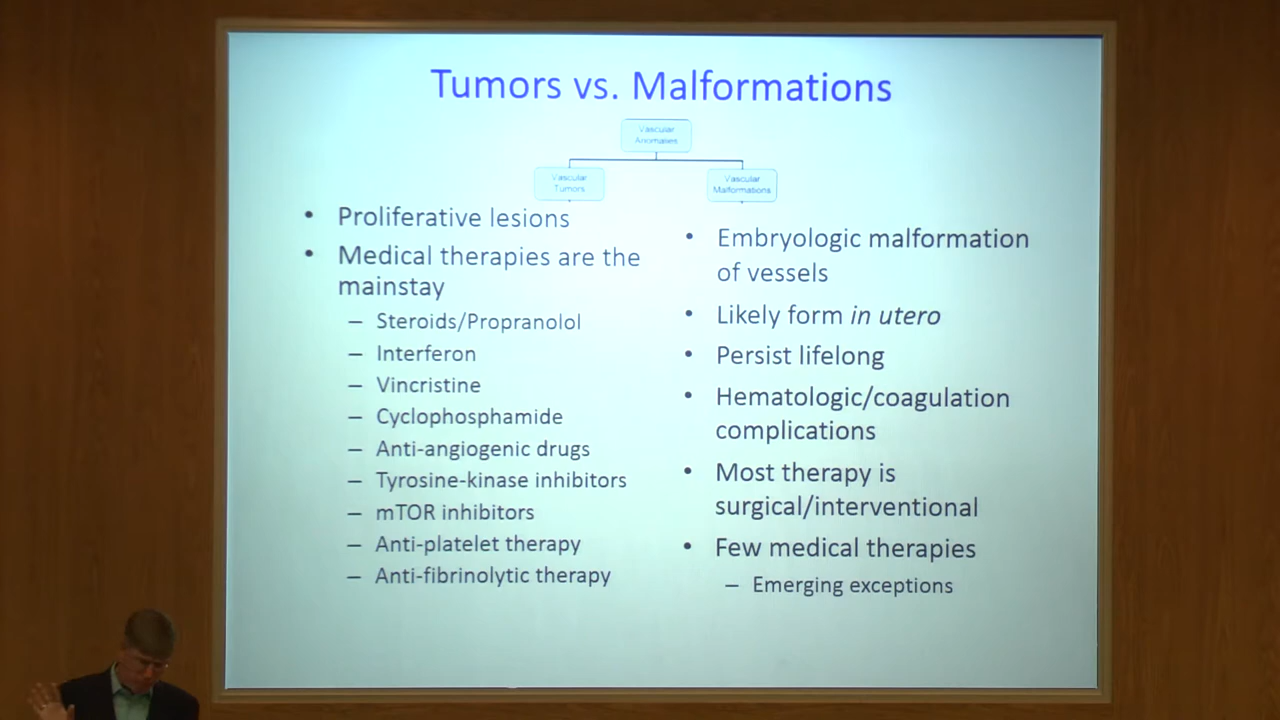 Tumors vs. Malformations
Vascular
Anomalies
Vascular
Tumors
Vascular
Malformations
• Proliferative lesions
• Medical therapies are the
mainstay
– Steroids/Propranolol
– Interferon
– Vincristine
– Cyclophosphamide
– Anti-angiogenic drugs
– Tyrosine-kinase inhibitors
– mTOR inhibitors
– Anti-platelet therapy
– Anti-fibrinolytic therapy
• Embryologic malformation
of vessels
• Likely form in utero
• Persist lifelong
• Hematologic/coagulation
complications
• Most therapy is
surgical/interventional
• Few medical therapies
– Emerging exceptions